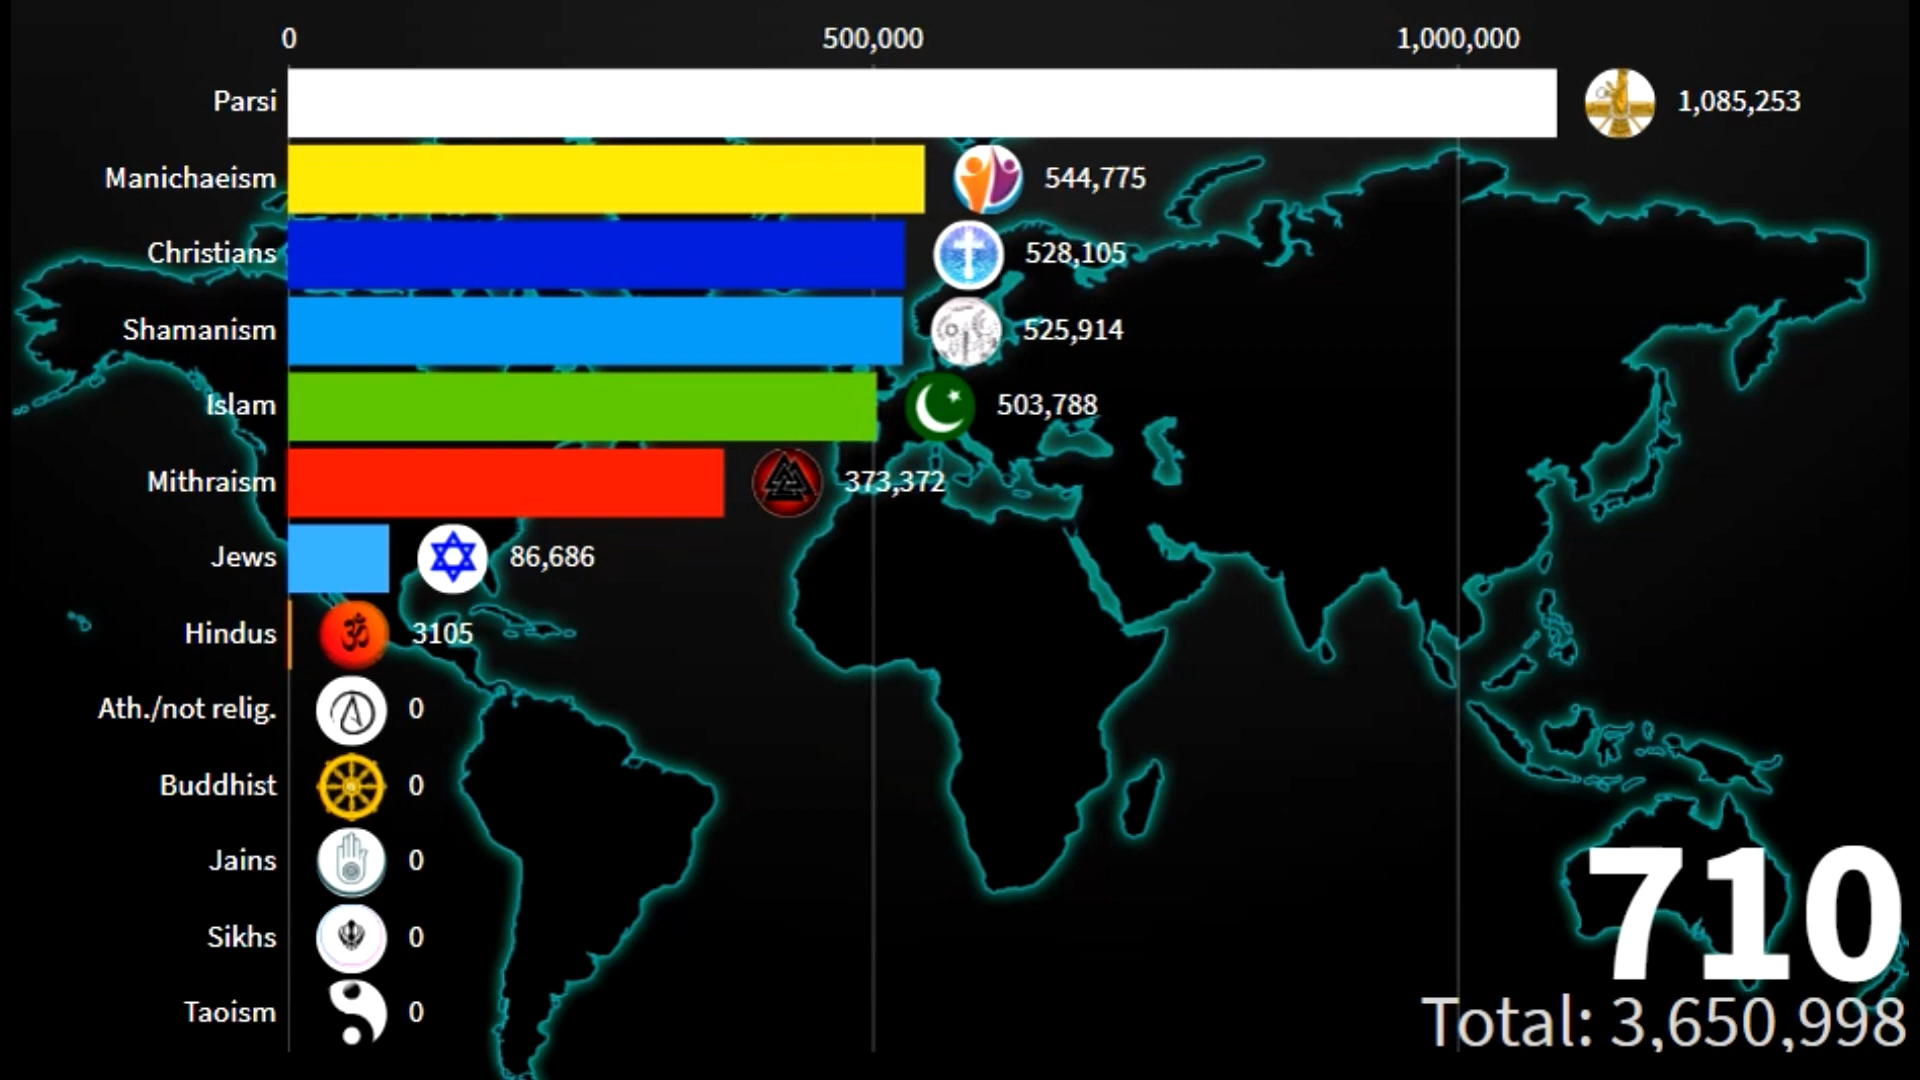 0 500,000 1,000,000
Parsi 1,085,253
Manichaeism 544,775
Christians 528,105
Shamanism 525,914
Islam 503,788
Mithraism 373,372
Jews 86,686
Hindus ॐ 3105
Ath./not relig. 0
Buddhist 0
Jains 0
Sikhs 0
Taoism 0
710
Total: 3,650,998